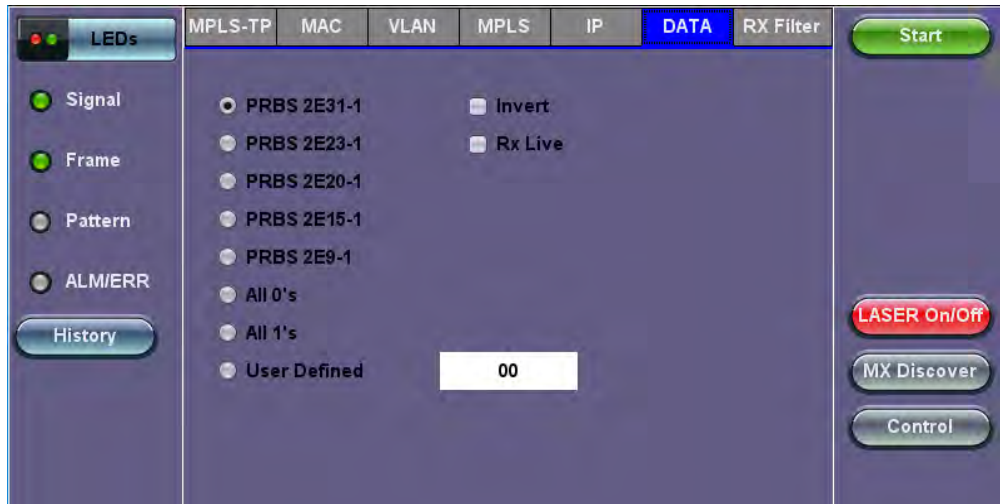 LEDs
MPLS-TP MAC VLAN MPLS IP DATA RX Filter
Start
Signal
Frame
Pattern
ALM/ERR
History
PRBS 2E31-1
PRBS 2E23-1
PRBS 2E20-1
PRBS 2E15-1
PRBS 2E9-1
All 0's
All 1's
User Defined 00
Invert
Rx Live
LASER On/Off
MX Discover
Control